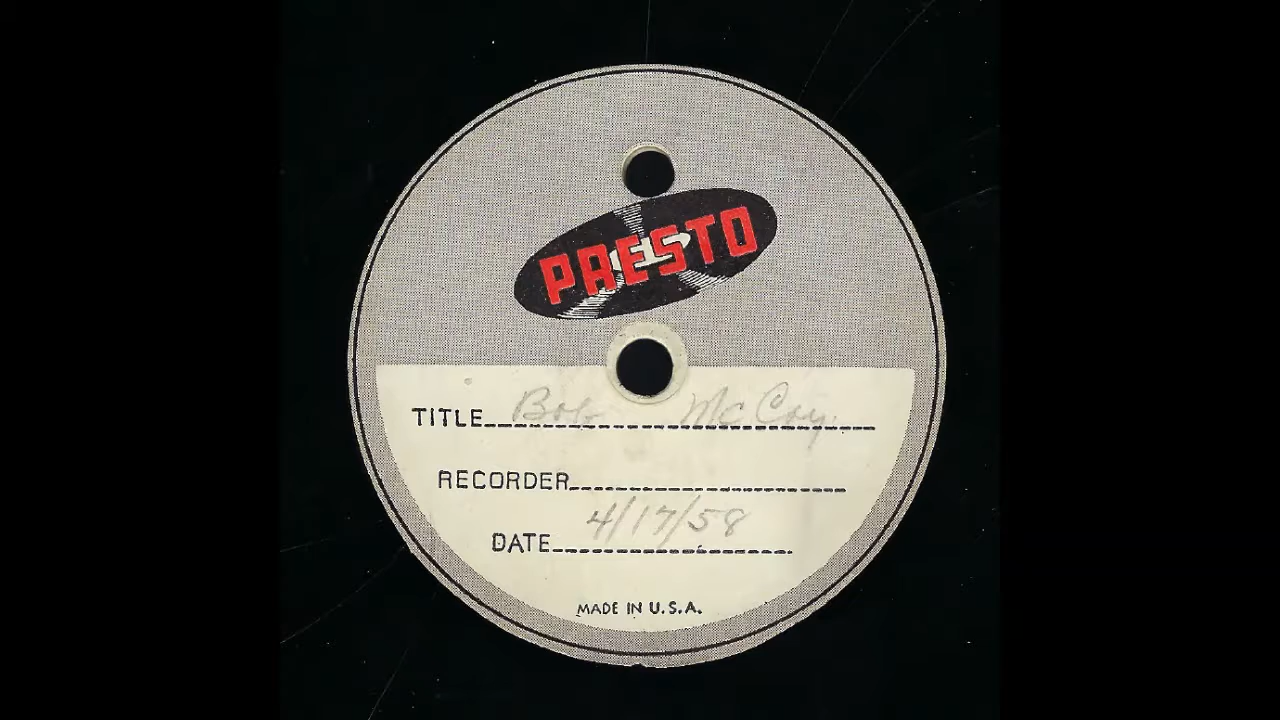 PRESTO
TITLE Bob McCoy
RECORDER
DATE 4/17/58
MADE IN U.S.A.